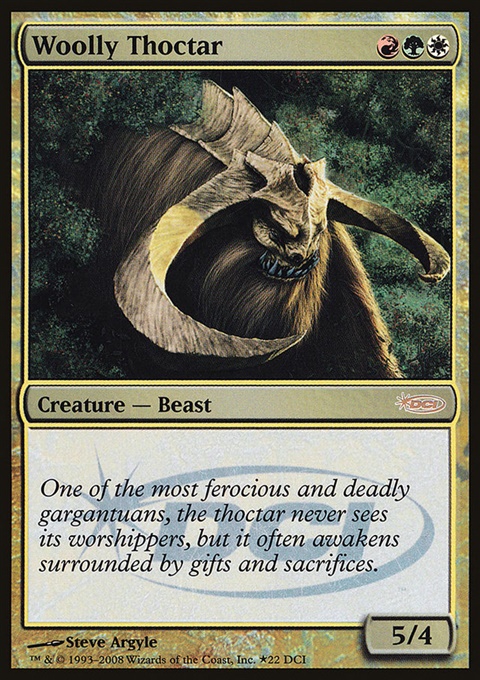 Woolly Thoctar
Creature — Beast
DCI
DCI
One of the most ferocious and deadly
gargantuans, the thoctar never sees
its worshippers, but it often awakens
surrounded by gifts and sacrifices.
5/4
Steve Argyle
™ & © 1993–2008 Wizards of the Coast, Inc. ★22 DCI